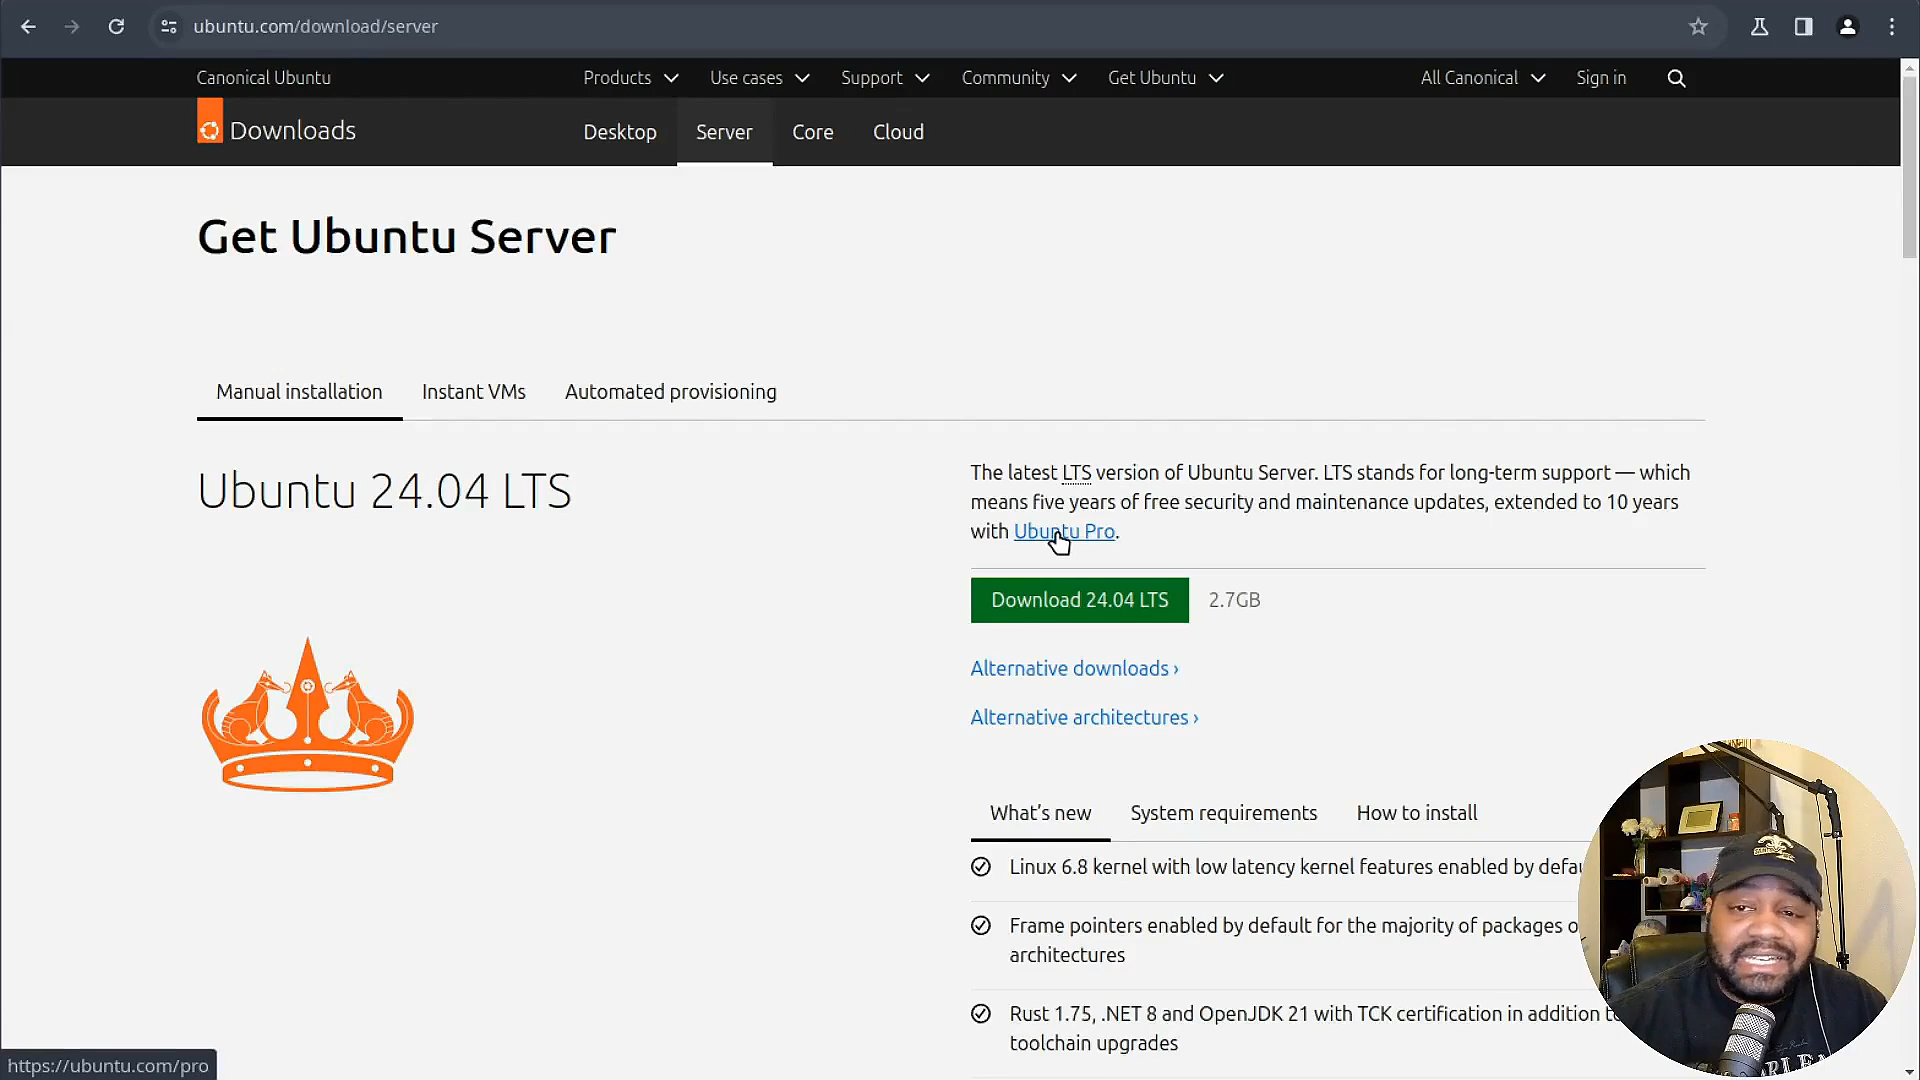 ubuntu.com/download/server
Canonical Ubuntu
Products
Use cases
Support
Community
Get Ubuntu
All Canonical
Sign in
Downloads
Desktop
Server
Core
Cloud
Get Ubuntu Server
Manual installation
Instant VMs
Automated provisioning
Ubuntu 24.04 LTS
The latest LTS version of Ubuntu Server. LTS stands for long-term support — which
means five years of free security and maintenance updates, extended to 10 years
with Ubuntu Pro.
Download 24.04 LTS
2.7GB
Alternative downloads ›
Alternative architectures ›
What's new
System requirements
How to install
Linux 6.8 kernel with low latency kernel features enabled by
Frame pointers enabled by default for the majority of packages
architectures
Rust 1.75, .NET 8 and OpenJDK 21 with TCK certification in addition
toolchain upgrades
https://ubuntu.com/pro